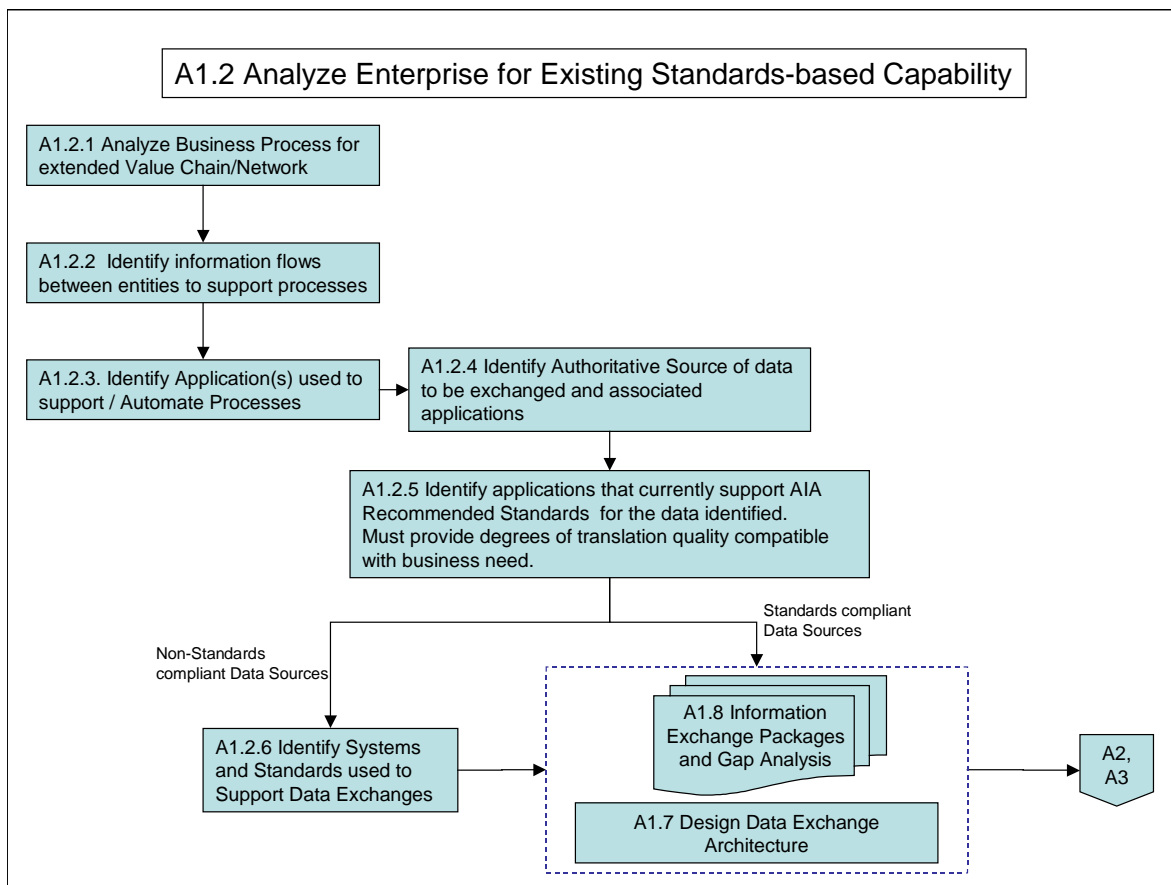 A1.2 Analyze Enterprise for Existing Standards-based Capability
A1.2.1 Analyze Business Process for
extended Value Chain/Network
A1.2.2  Identify information flows
between entities to support processes
A1.2.3. Identify Application(s) used to
support / Automate Processes
A1.2.4 Identify Authoritative Source of data
to be exchanged and associated
applications
A1.2.5 Identify applications that currently support AIA
Recommended Standards  for the data identified.
Must provide degrees of translation quality compatible
with business need.
Non-Standards
compliant Data Sources
Standards compliant
Data Sources
A1.2.6 Identify Systems
and Standards used to
Support Data Exchanges
A1.8 Information
Exchange Packages
and Gap Analysis
A1.7 Design Data Exchange
Architecture
A2,
A3